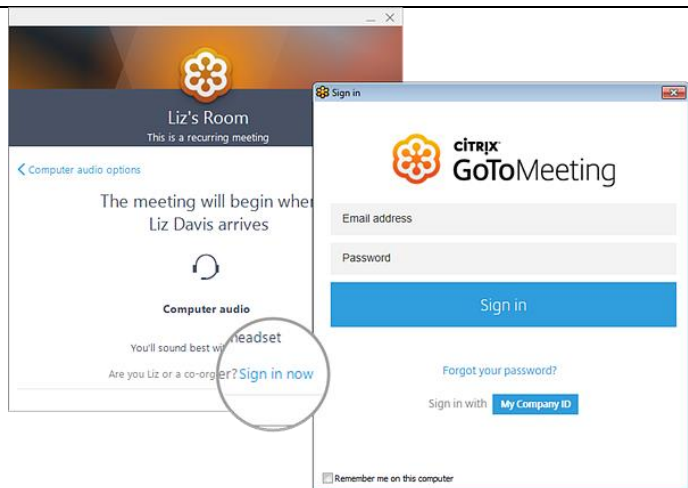 Liz's Room
This is a recurring meeting
Computer audio options
The meeting will begin when
Liz Davis arrives
Computer audio
headset
You'll sound best wi
Are you Liz or a co-org er? Sign in now
Sign in
CITRIX
GoToMeeting
Email address
Password
Sign in
Forgot your password?
Sign in with My Company ID
Remember me on this computer